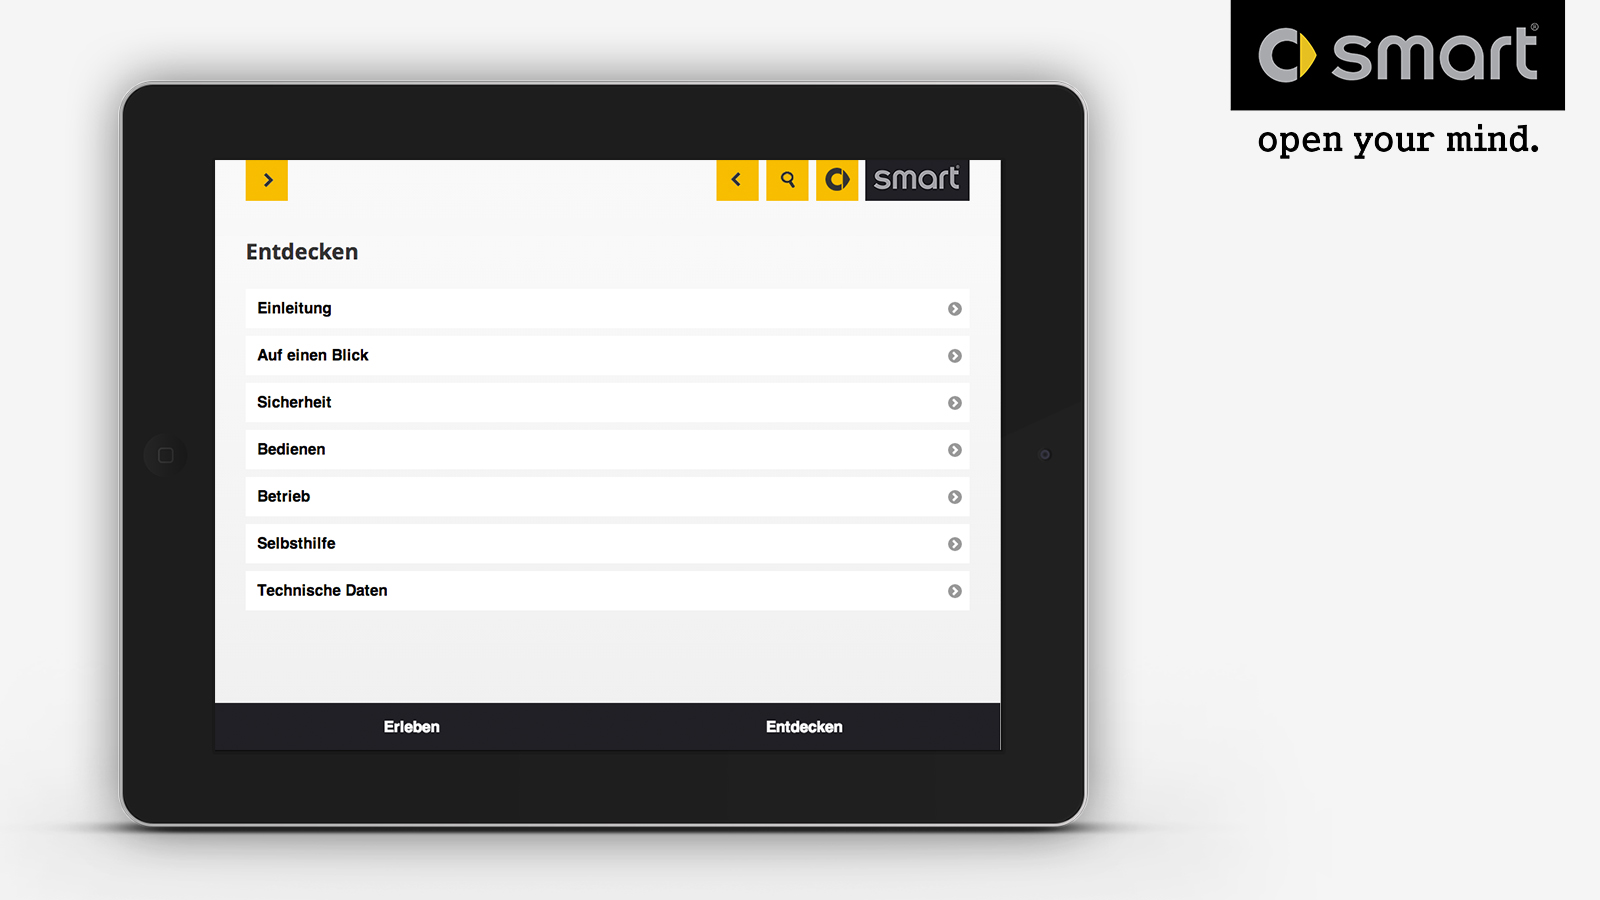 smart®
open your mind.
smart®
Entdecken
Einleitung
Auf einen Blick
Sicherheit
Bedienen
Betrieb
Selbsthilfe
Technische Daten
Erleben
Entdecken